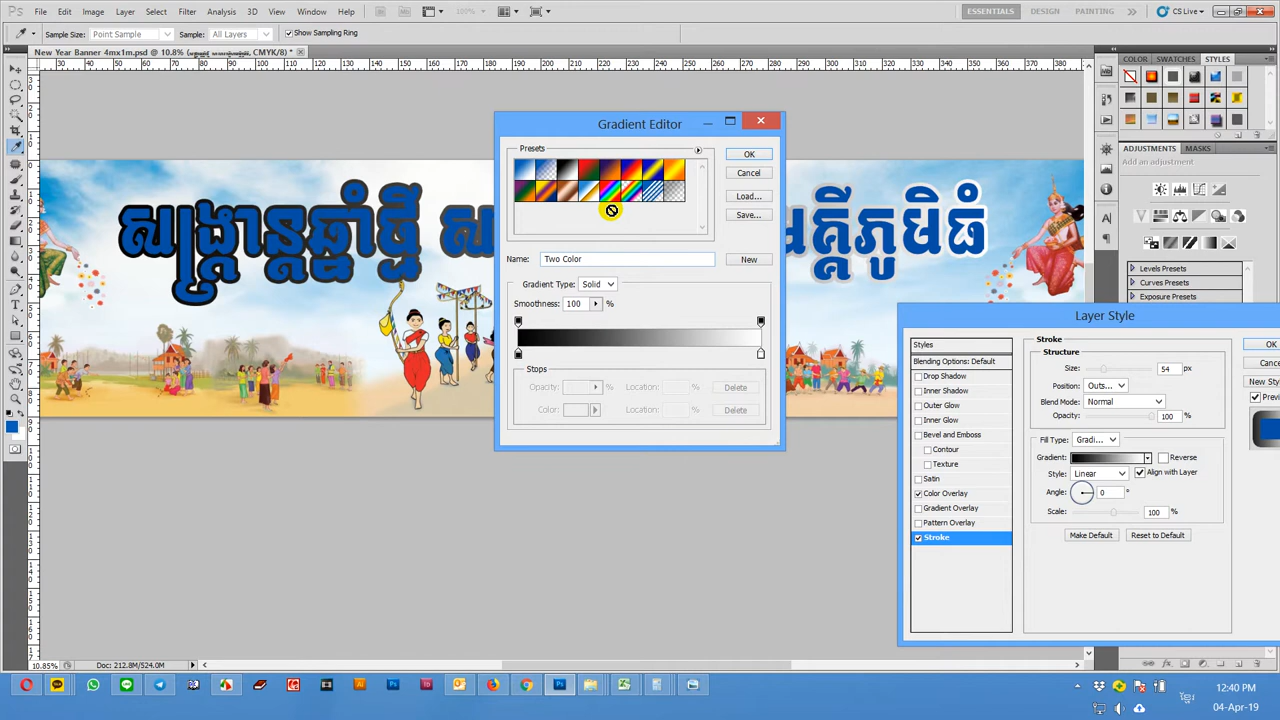 File Edit Image Layer Select Filter Analysis 3D View Window Help 100% ESSENTIALS DESIGN PAINTING CS Live
Sample Size: Point Sample Sample: All Layers Show Sampling Ring
New Year Banner 4mx1m.psd @ 10.8%
CMYK/8) *
COLOR SWATCHES STYLES
ADJUSTMENTS MASKS
Levels Presets
Curves Presets
Exposure Presets
សង្ក្រាន្តឆ្នាំថ្មី
គ្គីភូមិធំ
Gradient Editor
Presets
OK
Cancel
Load...
Save...
Name: Two Color New
Gradient Type: Solid
Smoothness: 100 %
Stops
Opacity: % Location: % Delete
Color: Location: % Delete
Layer Style
Styles
Blending Options: Default
Drop Shadow
Inner Shadow
Outer Glow
Inner Glow
Bevel and Emboss
Contour
Texture
Satin
Color Overlay
Gradient Overlay
Pattern Overlay
Stroke
Stroke
Structure
Size: 54 px
Position: Outs...
Blend Mode: Normal
Opacity: 100 %
Fill Type: Gradi...
Gradient: Reverse
Style: Linear Align with Layer
Angle: 0 °
Scale: 100 %
Make Default Reset to Default
OK
Cance
New Sty
Previ
10.85% Doc: 212.8M/524.0M
12:40 PM
04-Apr-19